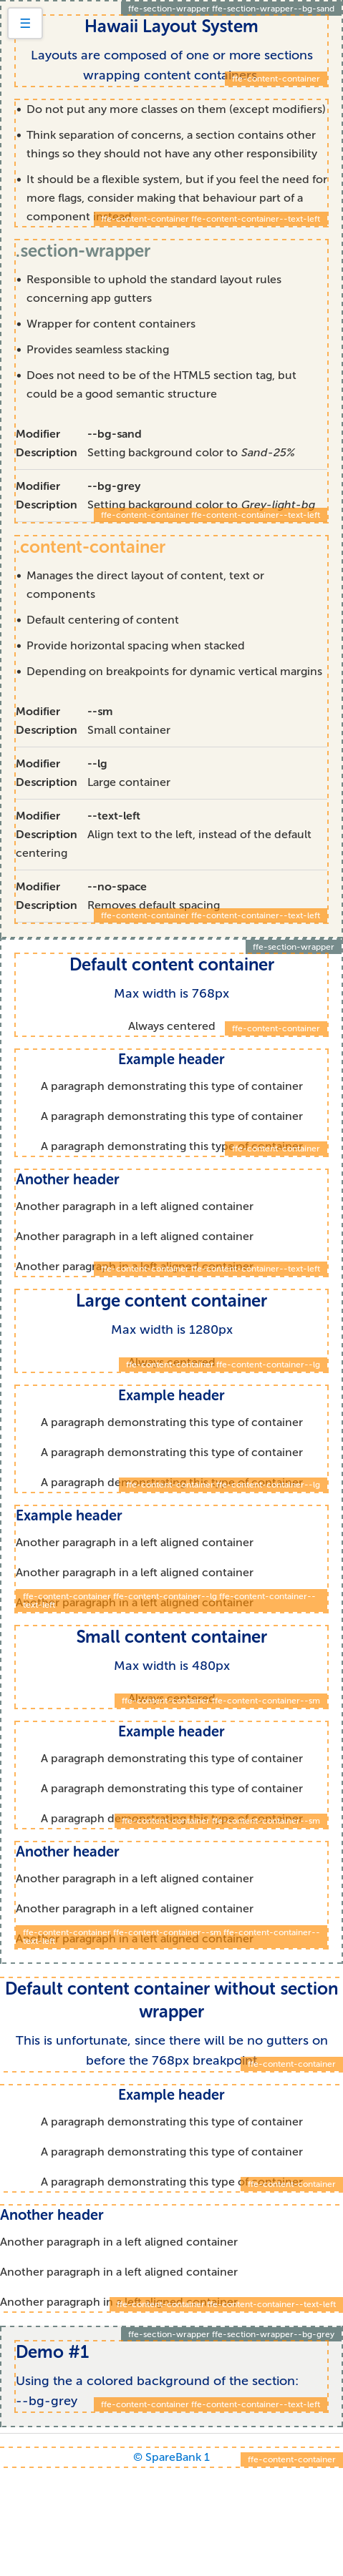 ffe-section-wrapper ffe-section-wrapper--bg-sand
☰
Hawaii Layout System
Layouts are composed of one or more sections
wrapping content containers
ffe-content-container
• Do not put any more classes on them (except modifiers)
• Think separation of concerns, a section contains other
things so they should not have any other responsibility
• It should be a flexible system, but if you feel the need for
more flags, consider making that behaviour part of a
component instead
ffe-content-container ffe-content-container--text-left
.section-wrapper
• Responsible to uphold the standard layout rules
concerning app gutters
• Wrapper for content containers
• Provides seamless stacking
• Does not need to be of the HTML5 section tag, but
could be a good semantic structure
Modifier --bg-sand
Description Setting background color to Sand-25%
Modifier --bg-grey
Description Setting background color to Grey-light-bg
ffe-content-container ffe-content-container--text-left
.content-container
• Manages the direct layout of content, text or
components
• Default centering of content
• Provide horizontal spacing when stacked
• Depending on breakpoints for dynamic vertical margins
Modifier --sm
Description Small container
Modifier --lg
Description Large container
Modifier --text-left
Description Align text to the left, instead of the default
centering
Modifier --no-space
Description Removes default spacing
ffe-content-container ffe-content-container--text-left
ffe-section-wrapper
Default content container
Max width is 768px
Always centered
ffe-content-container
Example header
A paragraph demonstrating this type of container
A paragraph demonstrating this type of container
A paragraph demonstrating this type of container
ffe-content-container
Another header
Another paragraph in a left aligned container
Another paragraph in a left aligned container
Another paragraph in a left aligned container
ffe-content-container ffe-content-container--text-left
Large content container
Max width is 1280px
Always centered
ffe-content-container ffe-content-container--lg
Example header
A paragraph demonstrating this type of container
A paragraph demonstrating this type of container
A paragraph demonstrating this type of container
ffe-content-container ffe-content-container--lg
Example header
Another paragraph in a left aligned container
Another paragraph in a left aligned container
Another paragraph in a left aligned container
ffe-content-container ffe-content-container--lg ffe-content-container--
text-left
Small content container
Max width is 480px
Always centered
ffe-content-container ffe-content-container--sm
Example header
A paragraph demonstrating this type of container
A paragraph demonstrating this type of container
A paragraph demonstrating this type of container
ffe-content-container ffe-content-container--sm
Another header
Another paragraph in a left aligned container
Another paragraph in a left aligned container
Another paragraph in a left aligned container
ffe-content-container ffe-content-container--sm ffe-content-container--
text-left
Default content container without section
wrapper
This is unfortunate, since there will be no gutters on
before the 768px breakpoint
ffe-content-container
Example header
A paragraph demonstrating this type of container
A paragraph demonstrating this type of container
A paragraph demonstrating this type of container
ffe-content-container
Another header
Another paragraph in a left aligned container
Another paragraph in a left aligned container
Another paragraph in a left aligned container
ffe-content-container ffe-content-container--text-left
ffe-section-wrapper ffe-section-wrapper--bg-grey
Demo #1
Using the a colored background of the section:
--bg-grey
ffe-content-container ffe-content-container--text-left
© SpareBank 1
ffe-content-container